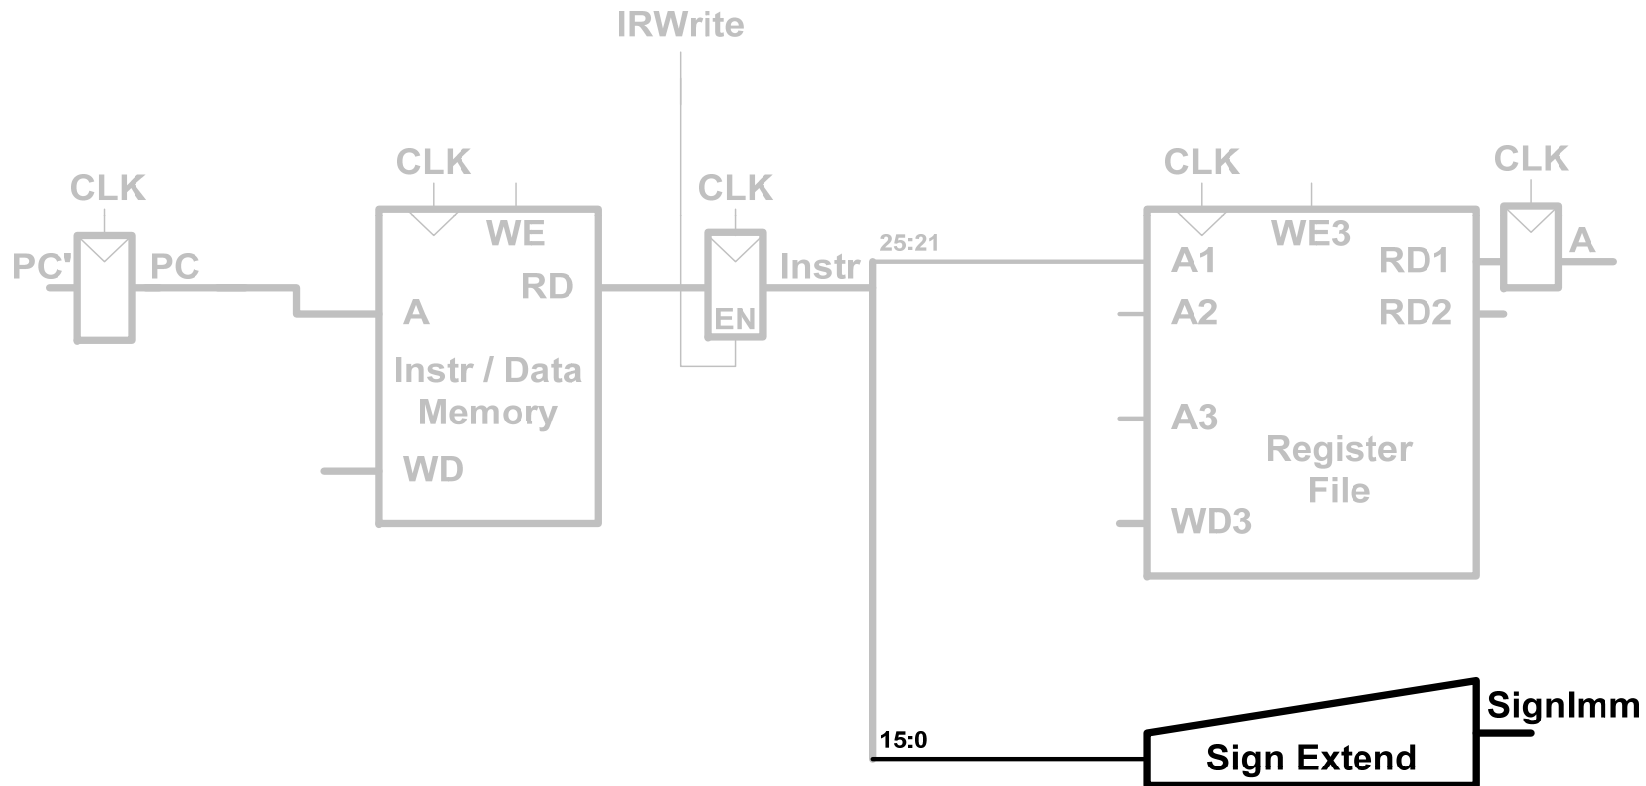 IRWrite
CLK
CLK
CLK
CLK
CLK
PC'
PC
WE
RD
A
Instr / Data
Memory
WD
EN
Instr
25:21
A1
WE3
RD1
A
A2
RD2
A3
Register
File
WD3
15:0
Sign Extend
SignImm